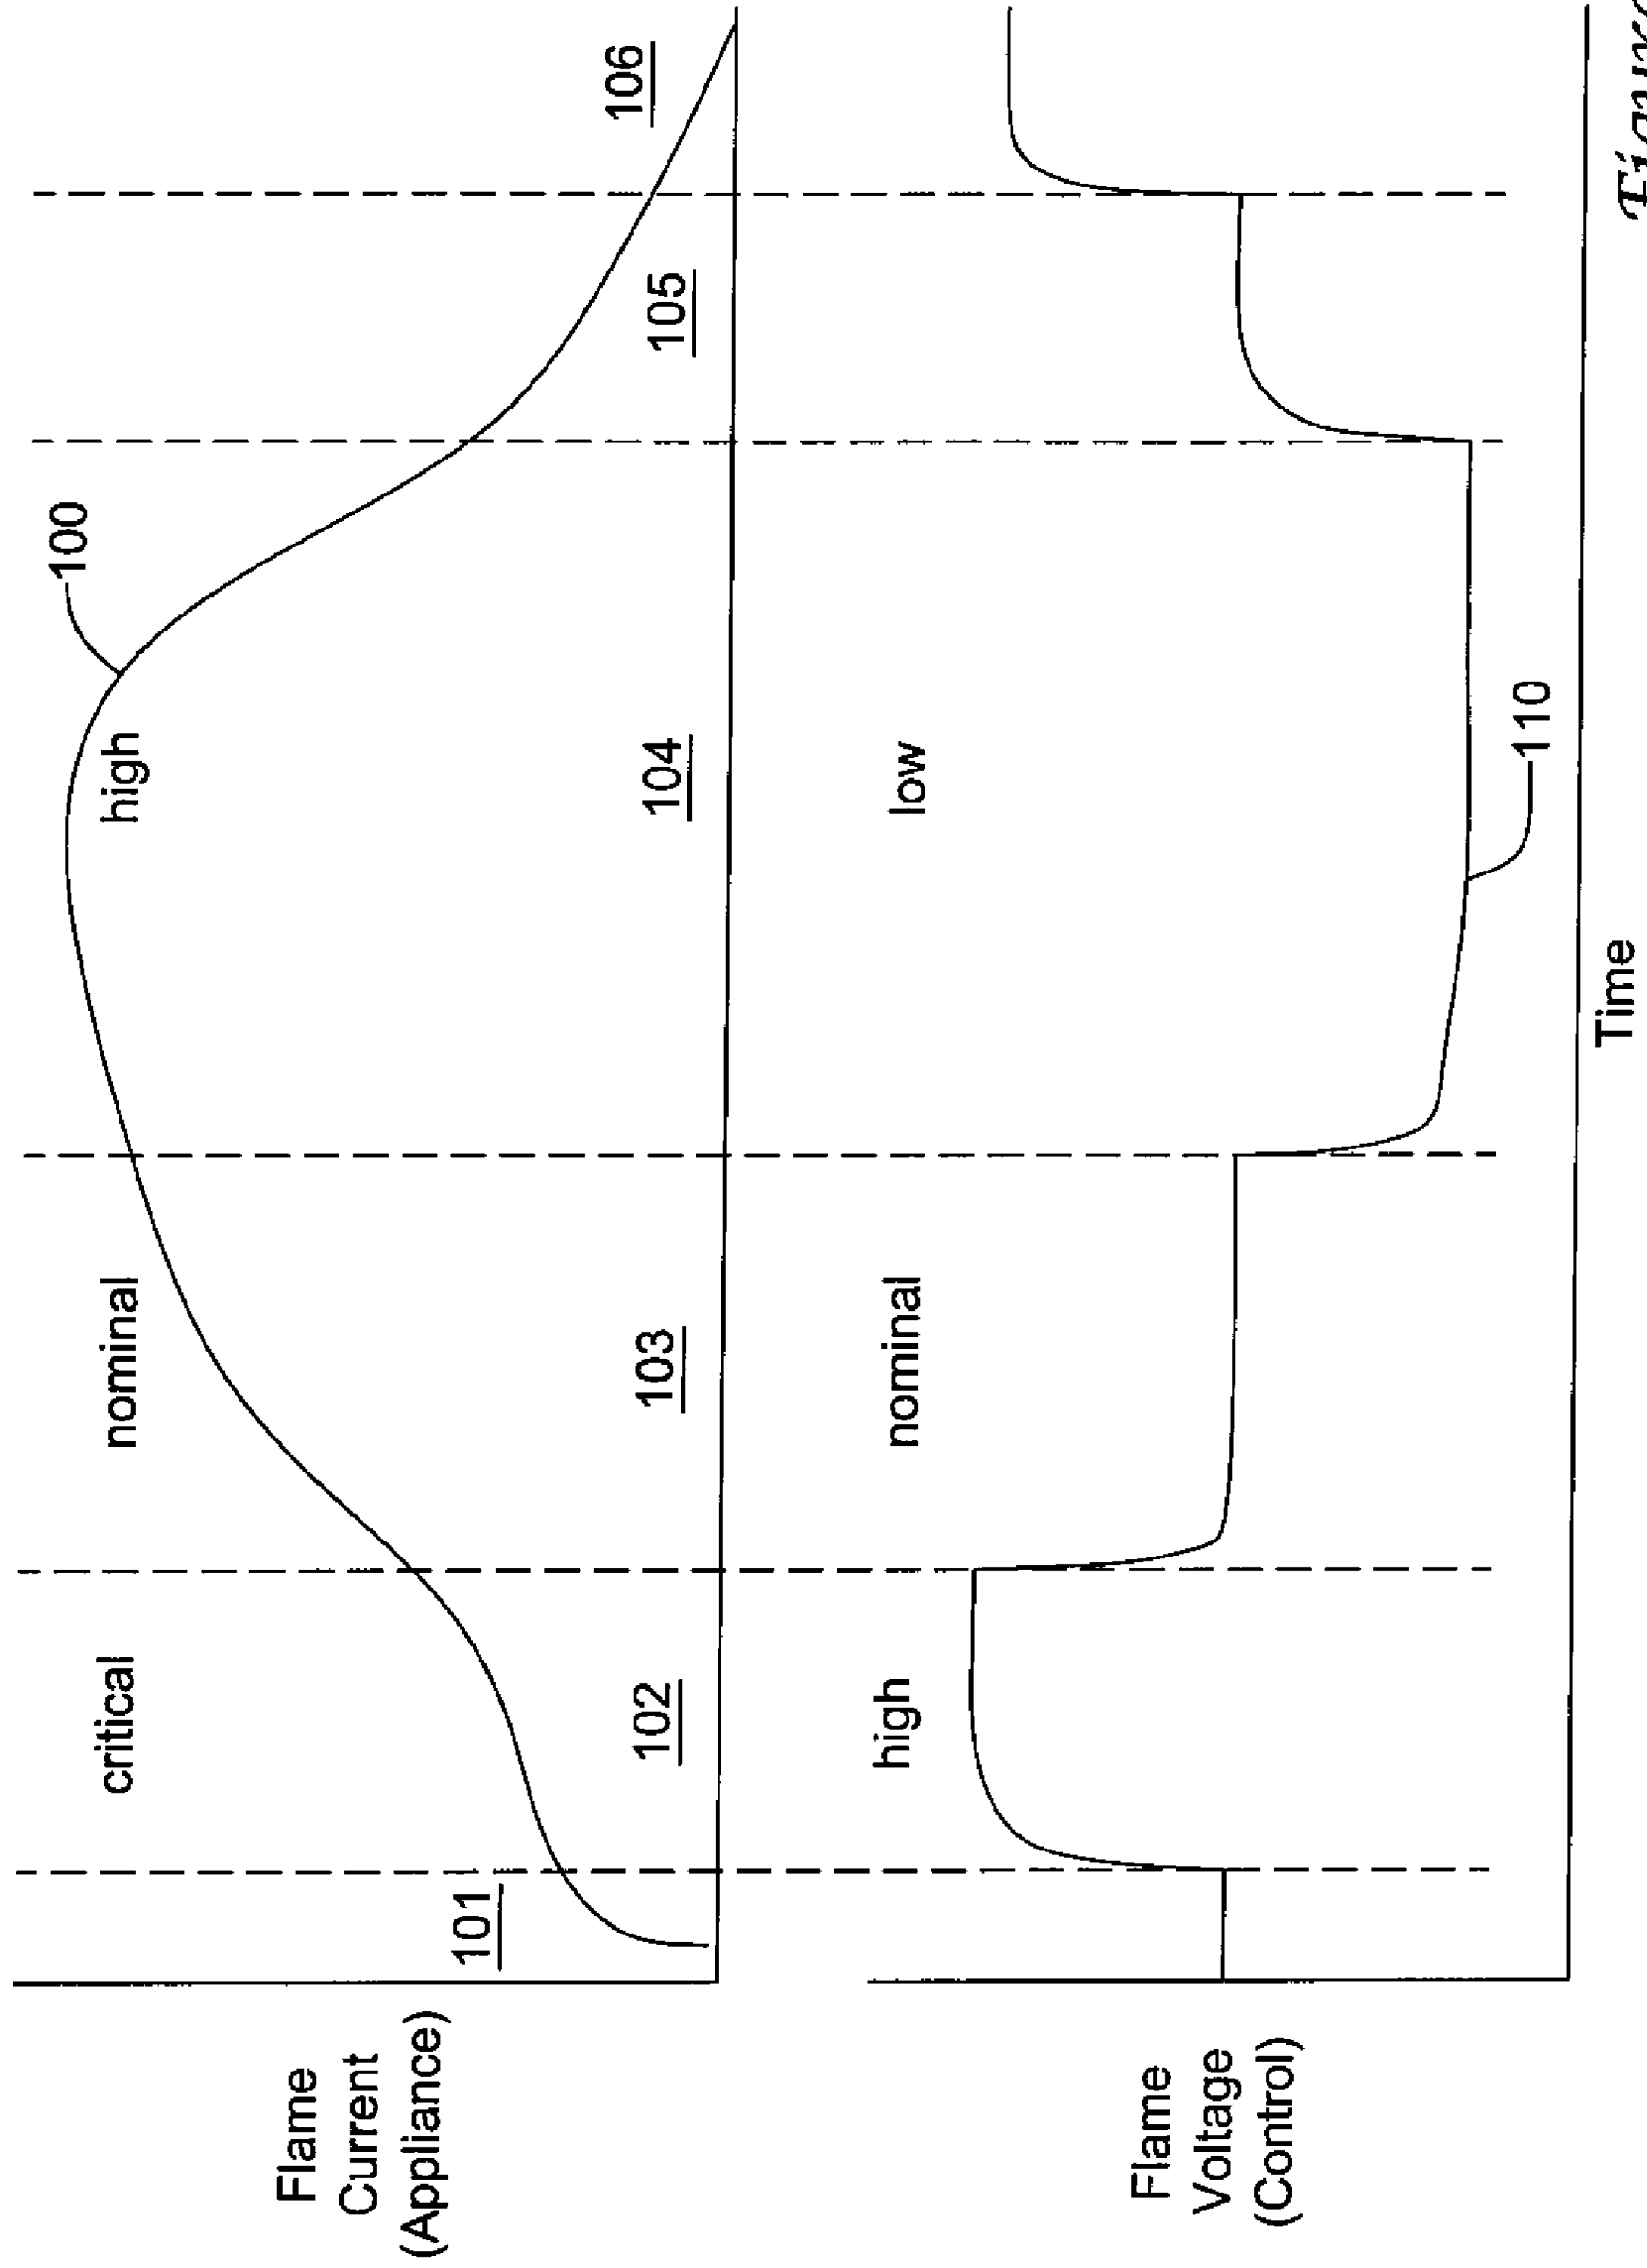 Flame
Current
(Appliance)
critical
nominal
high
100
101
102
103
104
105
106
Flame
Voltage
(Control)
high
nominal
low
110
Time